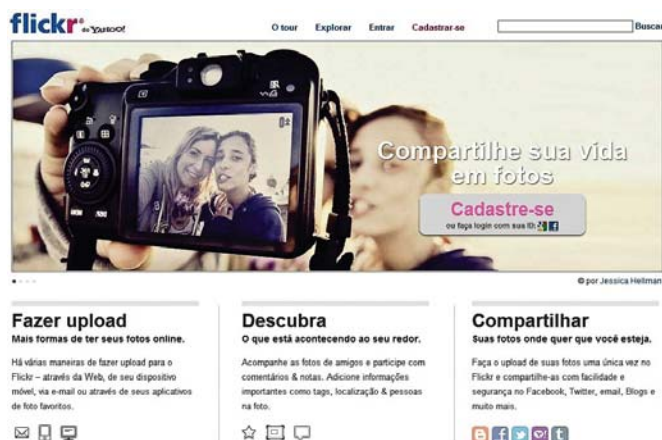 flickr® do YAHOO!
O tour Explorar Entrar Cadastrar-se Buscar
Compartilhe sua vida
em fotos
Cadastre-se
ou faça login com sua ID:
© por Jessica Hellmann
Fazer upload
Mais formas de ter seus fotos online.
Há várias maneiras de fazer upload para o
Flickr – através da Web, de seu dispositivo
móvel, via e-mail ou através de seus aplicativos
de foto favoritos.
Descubra
O que está acontecendo ao seu redor.
Acompanhe as fotos de amigos e participe com
comentários & notas. Adicione informações
importantes como tags, localização & pessoas
na foto.
Compartilhar
Suas fotos onde quer que você esteja.
Faça o upload de suas fotos uma única vez no
Flickr e compartilhe-as com facilidade e
segurança no Facebook, Twitter, email, Blogs e
muito mais.